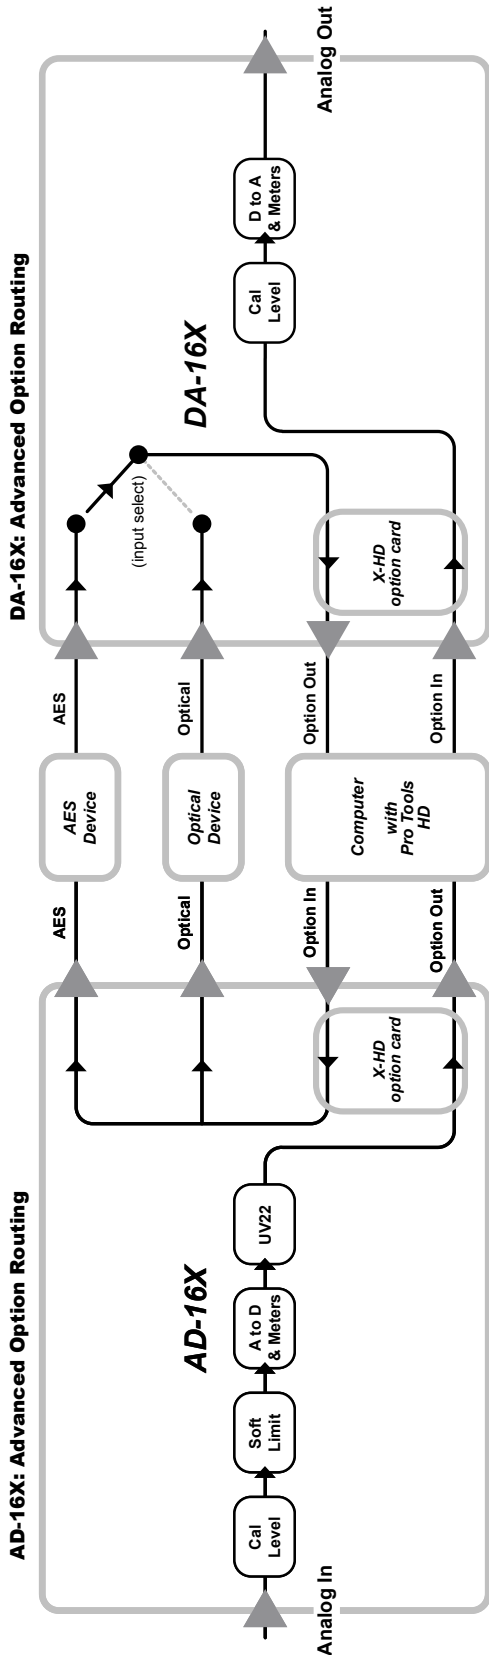 AD-16X: Advanced Option Routing
DA-16X: Advanced Option Routing
AES
AES
Device
AES
Optical
Optical
Device
Optical
(input select)
AD-16X
DA-16X
Analog In
Cal
Level
Soft
Limit
A to D
& Meters
UV22
Cal
Level
D to A
& Meters
Analog Out
Option In
Computer
with
Pro Tools
HD
Option Out
X-HD
option card
Option Out
Option In
X-HD
option card